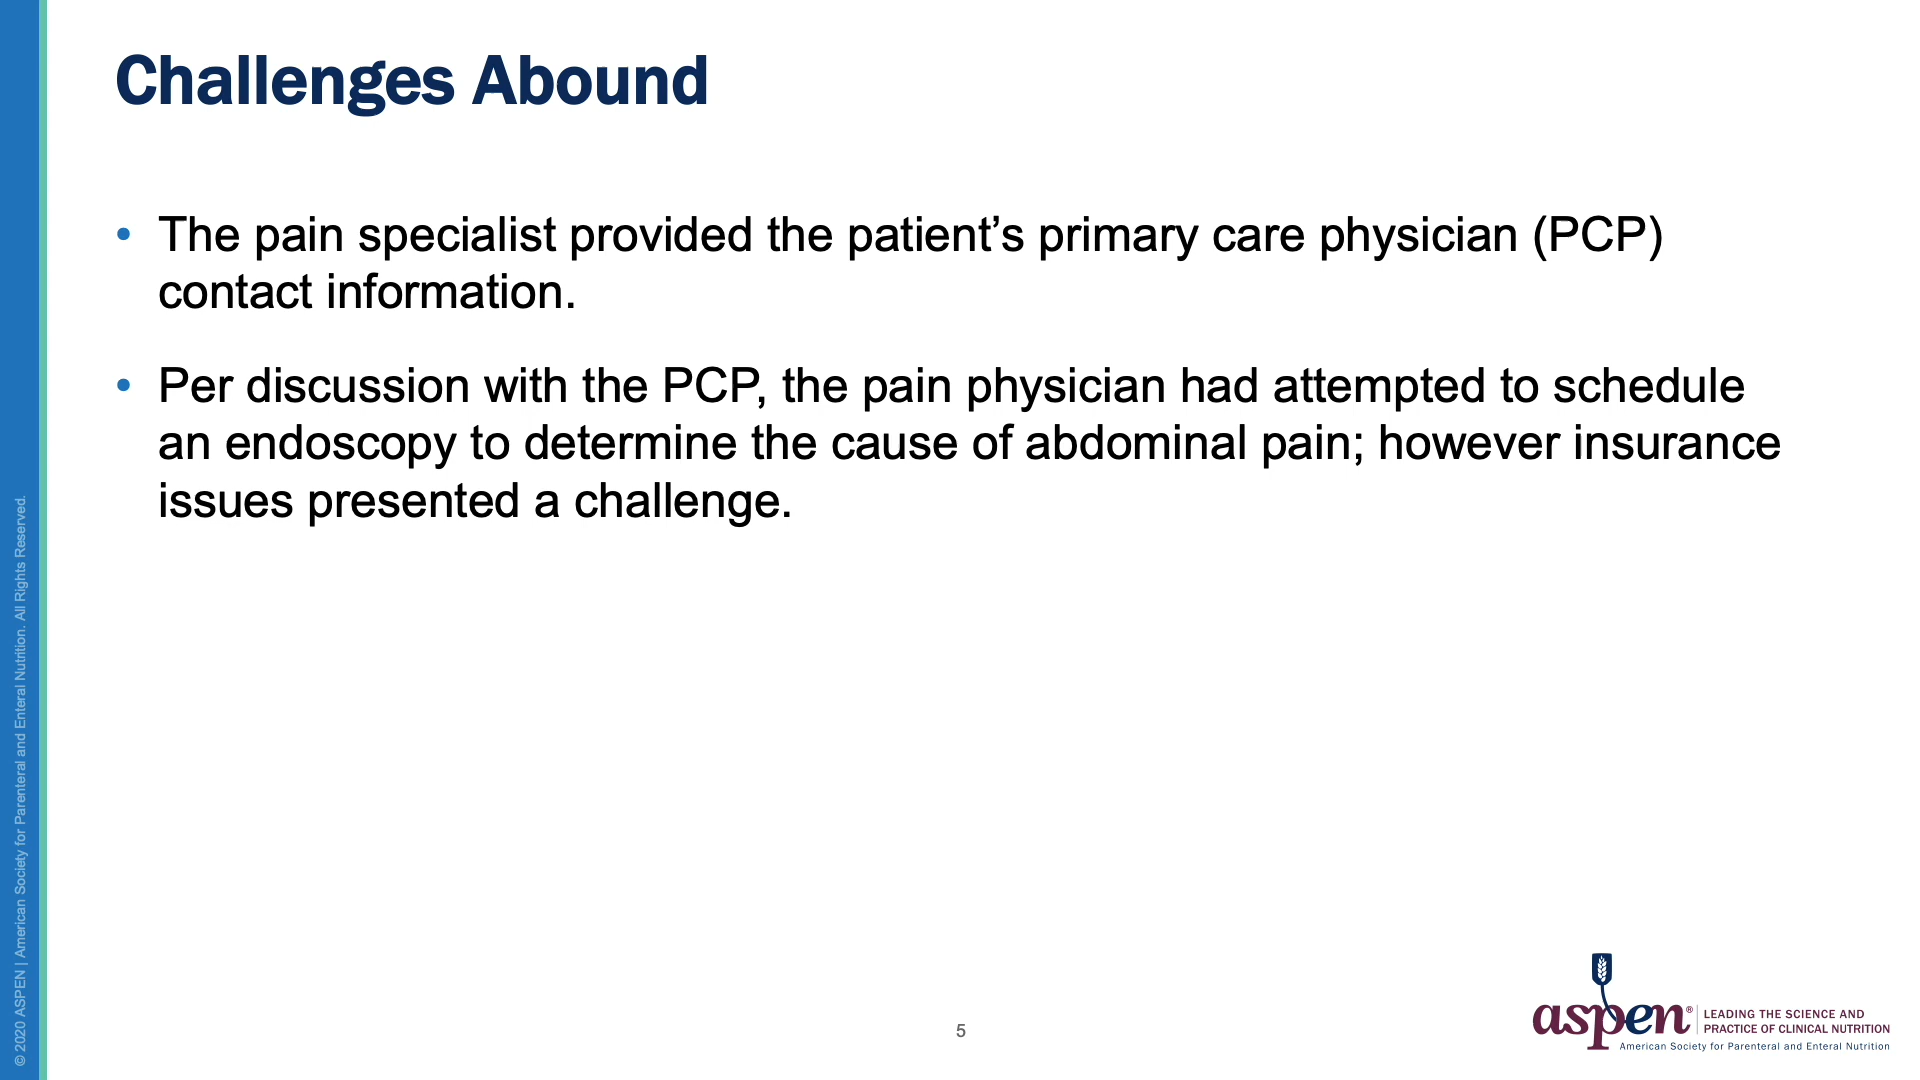 Challenges Abound
• The pain specialist provided the patient’s primary care physician (PCP)
contact information.
• Per discussion with the PCP, the pain physician had attempted to schedule
an endoscopy to determine the cause of abdominal pain; however insurance
issues presented a challenge.
© 2020 ASPEN | American Society for Parenteral and Enteral Nutrition. All Rights Reserved.
5
aspen®
LEADING THE SCIENCE AND
PRACTICE OF CLINICAL NUTRITION
American Society for Parenteral and Enteral Nutrition